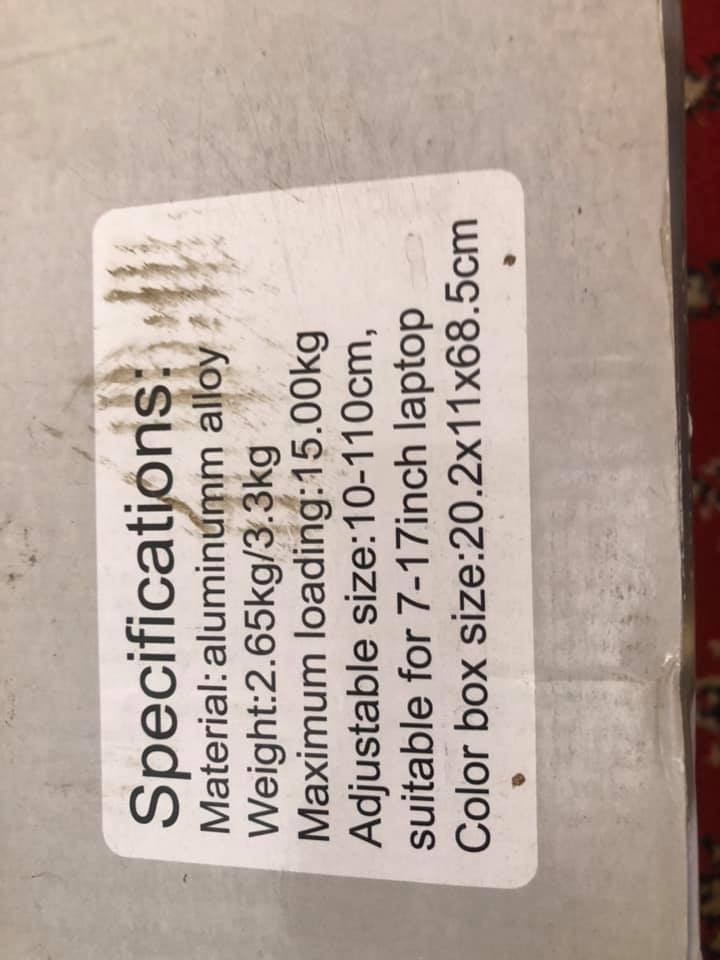 Specifications:
Material:aluminumm alloy
Weight:2.65kg/3.3kg
Maximum loading:15.00kg
Adjustable size:10-110cm,
suitable for 7-17inch laptop
Color box size:20.2x11x68.5cm